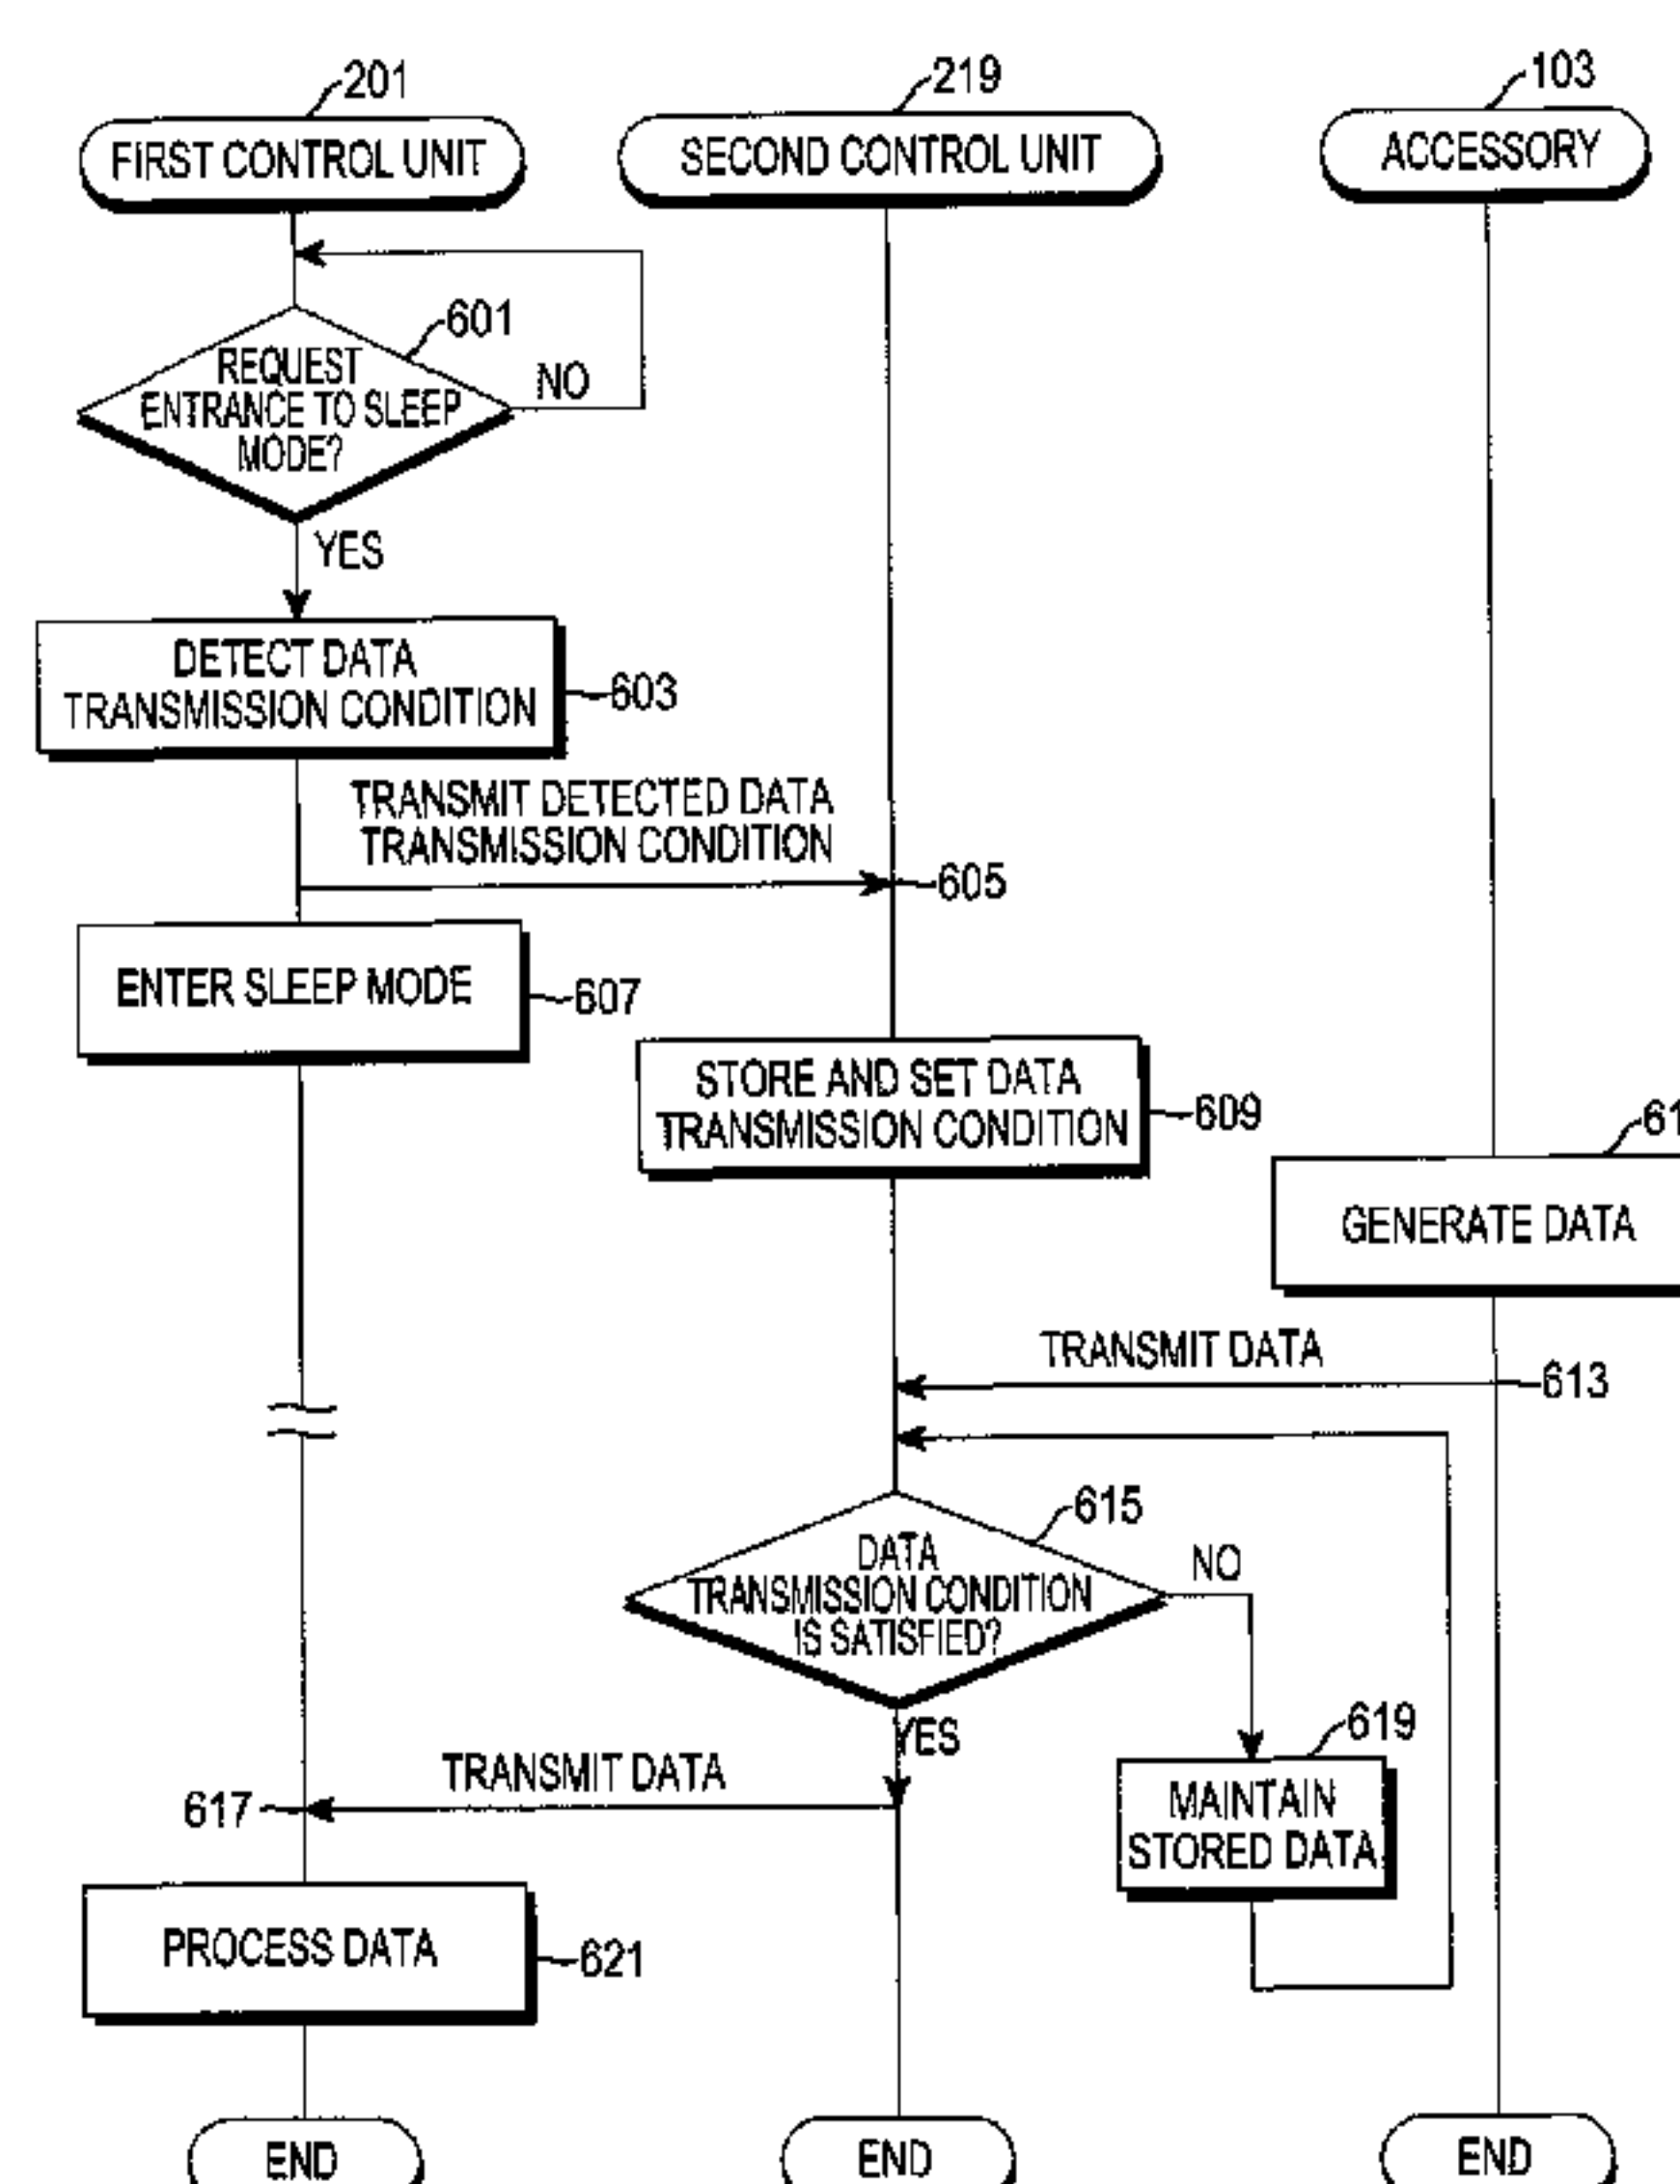 201
219
103
FIRST CONTROL UNIT
SECOND CONTROL UNIT
ACCESSORY
601
REQUEST
ENTRANCE TO SLEEP
MODE?
NO
YES
DETECT DATA
TRANSMISSION CONDITION
603
TRANSMIT DETECTED DATA
TRANSMISSION CONDITION
605
ENTER SLEEP MODE
607
STORE AND SET DATA
TRANSMISSION CONDITION
609
GENERATE DATA
TRANSMIT DATA
613
615
DATA
TRANSMISSION CONDITION
IS SATISFIED?
NO
YES
619
TRANSMIT DATA
617
MAINTAIN
STORED DATA
PROCESS DATA
621
END
END
END